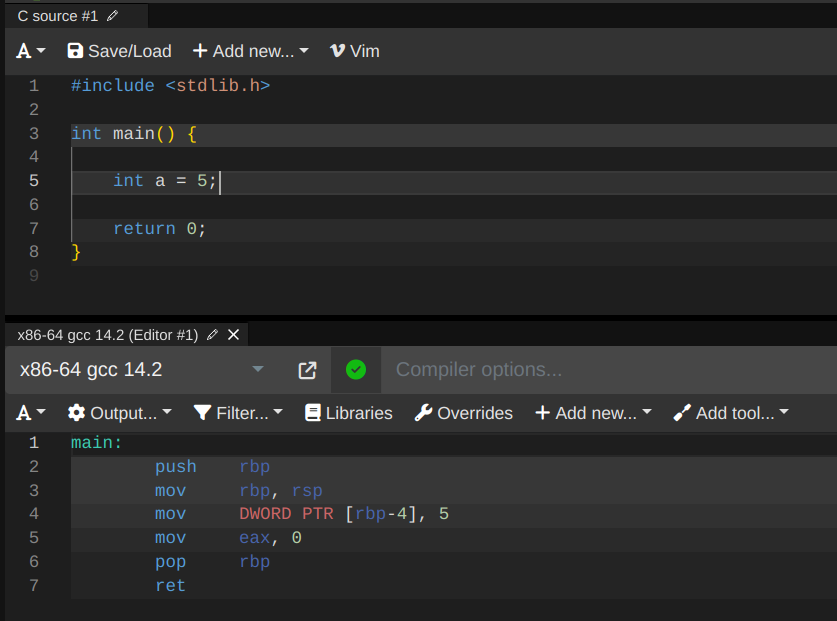 C source #1
A Save/Load Add new... Vim
1 #include <stdlib.h>
2
3 int main() {
4
5     int a = 5;
6
7     return 0;
8 }
9
x86-64 gcc 14.2 (Editor #1)
x86-64 gcc 14.2 Compiler options...
A Output... Filter... Libraries Overrides Add new... Add tool...
1 main:
2         push    rbp
3         mov     rbp, rsp
4         mov     DWORD PTR [rbp-4], 5
5         mov     eax, 0
6         pop     rbp
7         ret